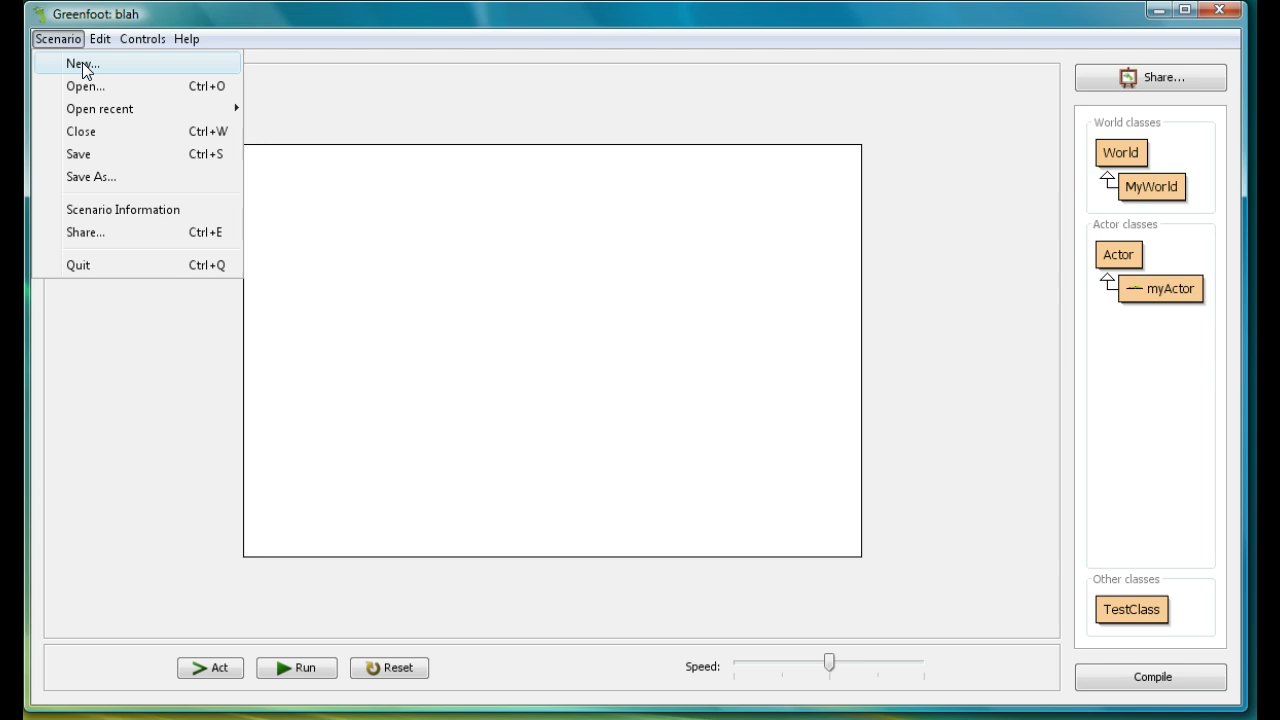 Greenfoot: blah
Scenario Edit Controls Help
New...
Open... Ctrl+O
Open recent
Close Ctrl+W
Save Ctrl+S
Save As...
Scenario Information
Share... Ctrl+E
Quit Ctrl+Q
Share...
World classes
World
MyWorld
Actor classes
Actor
myActor
Other classes
TestClass
Act Run Reset Speed:
Compile